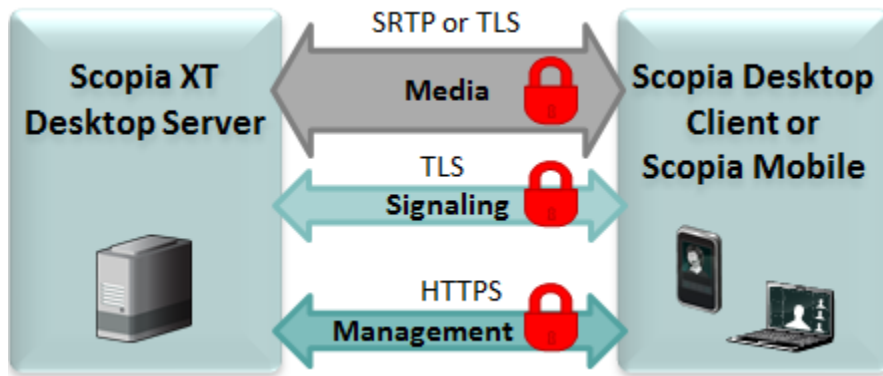 Scopia XT
Desktop Server
SRTP or TLS
Media
TLS
Signaling
HTTPS
Management
Scopia Desktop
Client or
Scopia Mobile